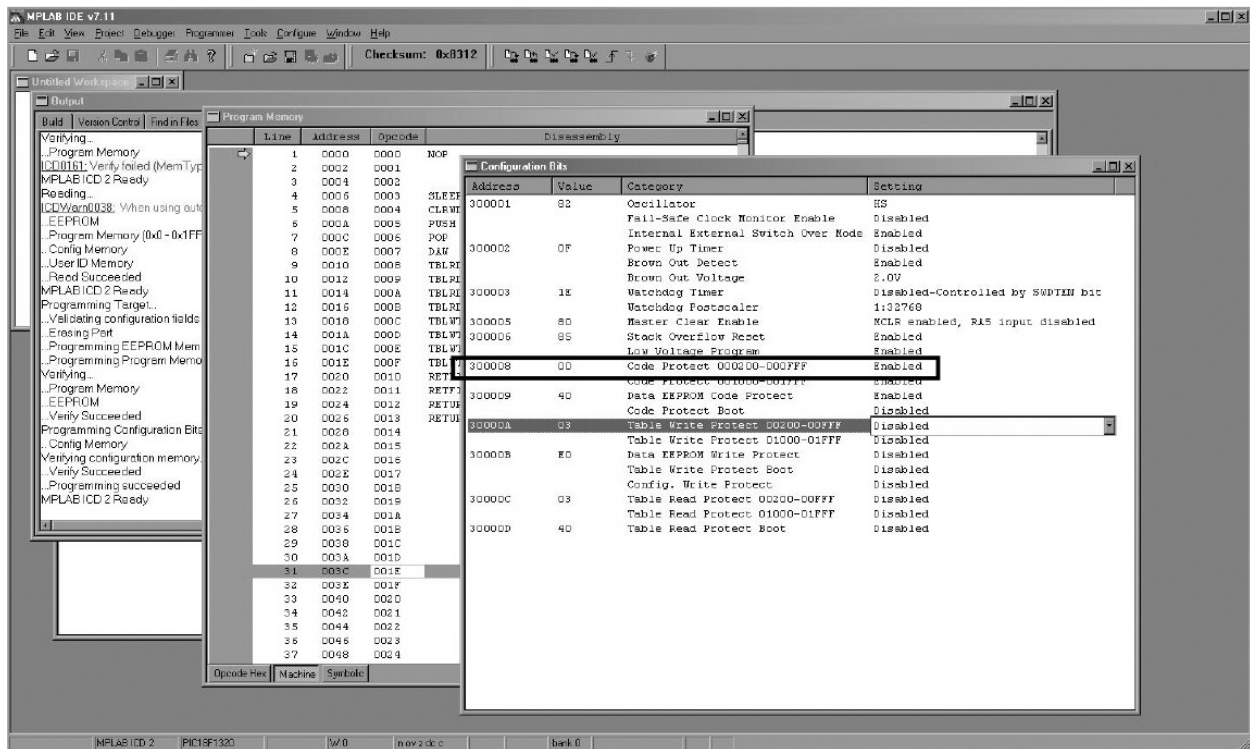 MPLAB IDE v7.11
File Edit View Project Debugger Programmer Tools Configure Window Help
Checksum: 0x8312
Untitled Workspace
Output
Build Version Control Find in Files
Verifying...
...Program Memory
ICD0161: Verify failed (MemTyp
MPLAB ICD 2 Ready
Reading...
ICDWarn0038: When using auto
...EEPROM
...Program Memory (0x0 - 0x1FF
...Config Memory
...User ID Memory
...Read Succeeded
MPLAB ICD 2 Ready
Programming Target...
...Validating configuration fields
...Erasing Part
...Programming EEPROM Mem
...Programming Program Memo
Verifying...
...Program Memory
...EEPROM
...Verify Succeeded
Programming Configuration Bits
...Config Memory
Verifying configuration memory.
...Verify Succeeded
...Programming succeeded
MPLAB ICD 2 Ready
Program Memory
Line Address Opcode Disassembly
1 0000 0000 NOP
2 0002 0001
3 0004 0002
4 0006 0003 SLEEP
5 0008 0004 CLRWD
6 000A 0005 PUSH
7 000C 0006 POP
8 000E 0007 DAW
9 0010 0008 TBLRD
10 0012 0009 TBLRD
11 0014 000A TBLRD
12 0016 000B TBLRD
13 0018 000C TBLWT
14 001A 000D TBLWT
15 001C 000E TBLWT
16 001E 000F TBLWT
17 0020 0010 RETFI
18 0022 0011 RETFI
19 0024 0012 RETUR
20 0026 0013 RETUR
21 0028 0014
22 002A 0015
23 002C 0016
24 002E 0017
25 0030 0018
26 0032 0019
27 0034 001A
28 0036 001B
29 0038 001C
30 003A 001D
31 003C 001E
32 003E 001F
33 0040 0020
34 0042 0021
35 0044 0022
36 0046 0023
37 0048 0024
Opcode Hex Machine Symbolic
Configuration Bits
Address Value Category Setting
300001 82 Oscillator HS
Fail-Safe Clock Monitor Enable Disabled
Internal External Switch Over Mode Enabled
300002 0F Power Up Timer Disabled
Brown Out Detect Enabled
Brown Out Voltage 2.0V
300003 1E Watchdog Timer Disabled-Controlled by SWDTEN bit
Watchdog Postscaler 1:32768
300005 80 Master Clear Enable MCLR enabled, RA5 input disabled
300006 85 Stack Overflow Reset Enabled
Low Voltage Program Enabled
300008 00 Code Protect 000200-000FFF Enabled
Code Protect 001000-001FFF Enabled
300009 40 Data EEPROM Code Protect Enabled
Code Protect Boot Disabled
30000A 03 Table Write Protect 00200-00FFF Disabled
Table Write Protect 01000-01FFF Disabled
30000B E0 Data EEPROM Write Protect Disabled
Table Write Protect Boot Disabled
Config. Write Protect Disabled
30000C 03 Table Read Protect 00200-00FFF Disabled
Table Read Protect 01000-01FFF Disabled
30000D 40 Table Read Protect Boot Disabled
MPLAB ICD 2 PIC18F1320 W:0 n ov z dc c bank 0